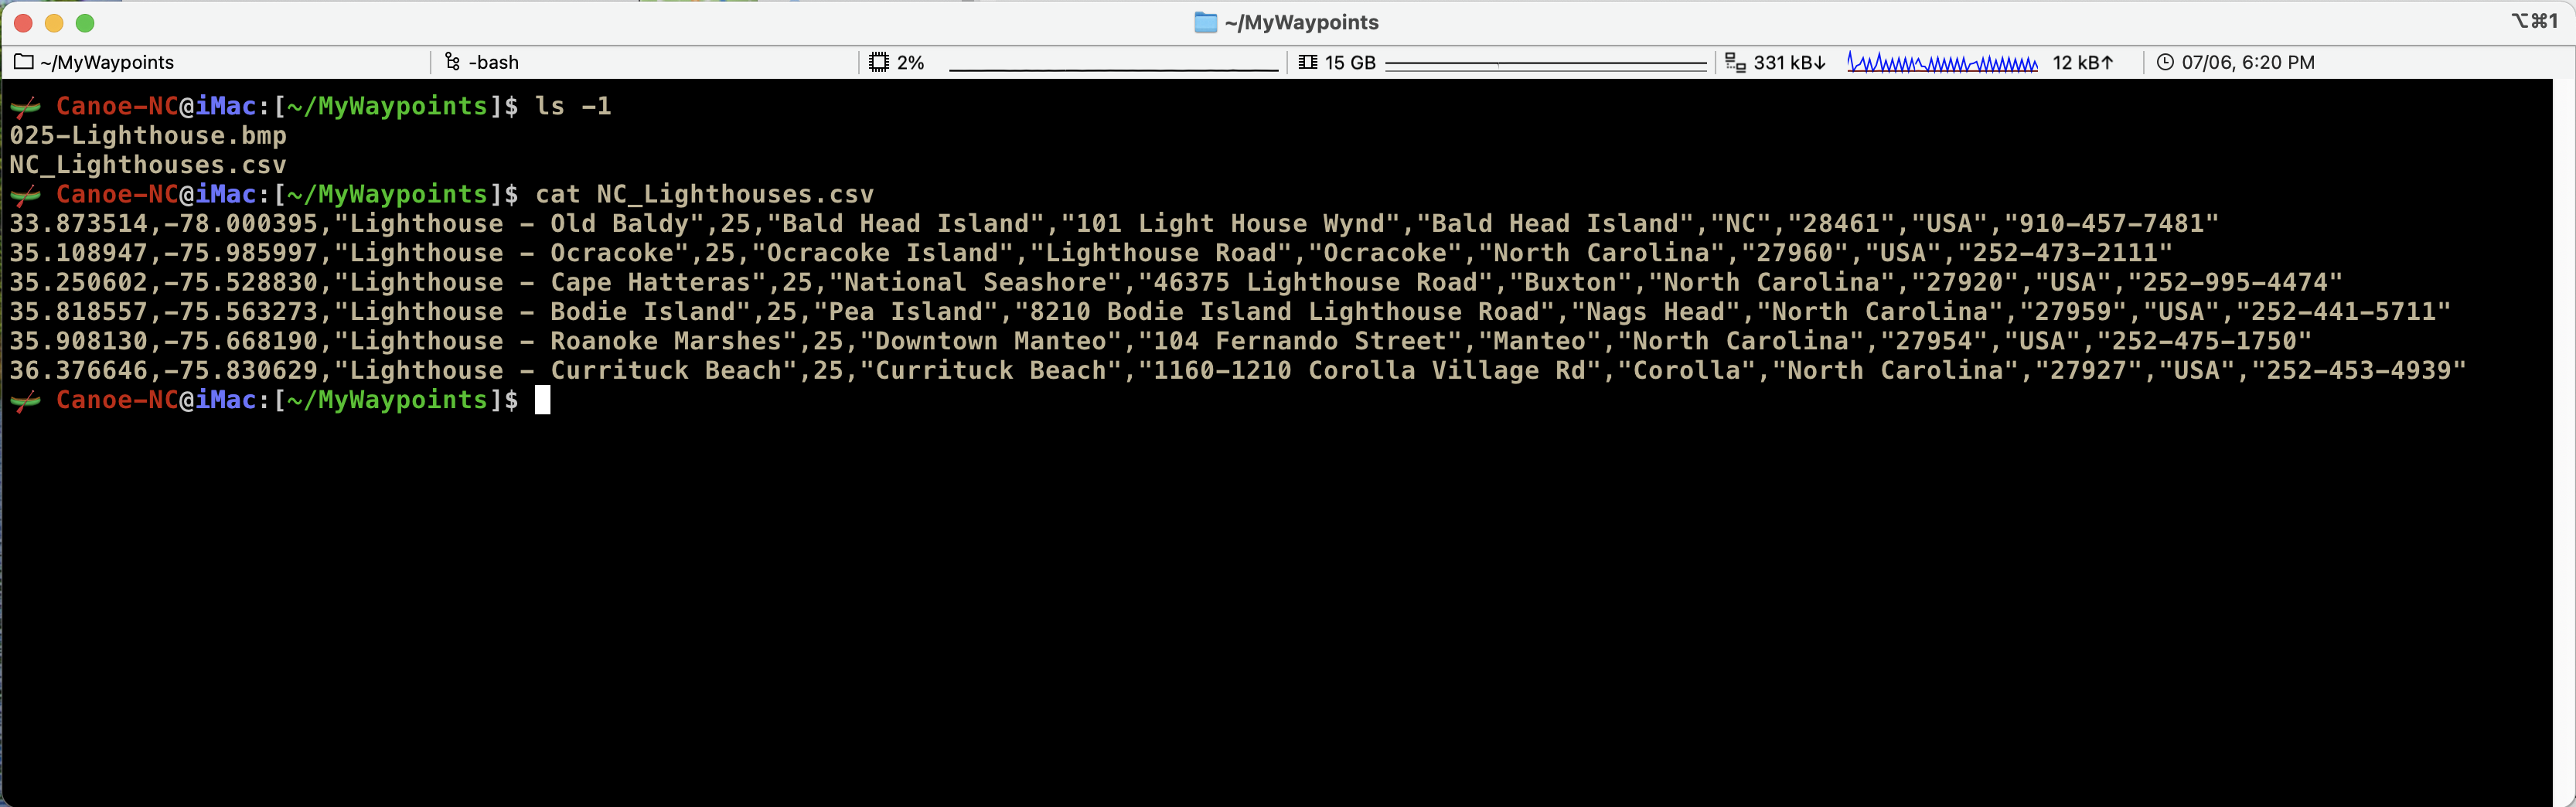 ~/MyWaypoints
⌥⌘1
~/MyWaypoints -bash 2% 15 GB 331 kB↓ 12 kB↑ 07/06, 6:20 PM
Canoe-NC@iMac:[~/MyWaypoints]$ ls -1
025-Lighthouse.bmp
NC_Lighthouses.csv
Canoe-NC@iMac:[~/MyWaypoints]$ cat NC_Lighthouses.csv
33.873514,-78.000395,"Lighthouse - Old Baldy",25,"Bald Head Island","101 Light House Wynd","Bald Head Island","NC","28461","USA","910-457-7481"
35.108947,-75.985997,"Lighthouse - Ocracoke",25,"Ocracoke Island","Lighthouse Road","Ocracoke","North Carolina","27960","USA","252-473-2111"
35.250602,-75.528830,"Lighthouse - Cape Hatteras",25,"National Seashore","46375 Lighthouse Road","Buxton","North Carolina","27920","USA","252-995-4474"
35.818557,-75.563273,"Lighthouse - Bodie Island",25,"Pea Island","8210 Bodie Island Lighthouse Road","Nags Head","North Carolina","27959","USA","252-441-5711"
35.908130,-75.668190,"Lighthouse - Roanoke Marshes",25,"Downtown Manteo","104 Fernando Street","Manteo","North Carolina","27954","USA","252-475-1750"
36.376646,-75.830629,"Lighthouse - Currituck Beach",25,"Currituck Beach","1160-1210 Corolla Village Rd","Corolla","North Carolina","27927","USA","252-453-4939"
Canoe-NC@iMac:[~/MyWaypoints]$